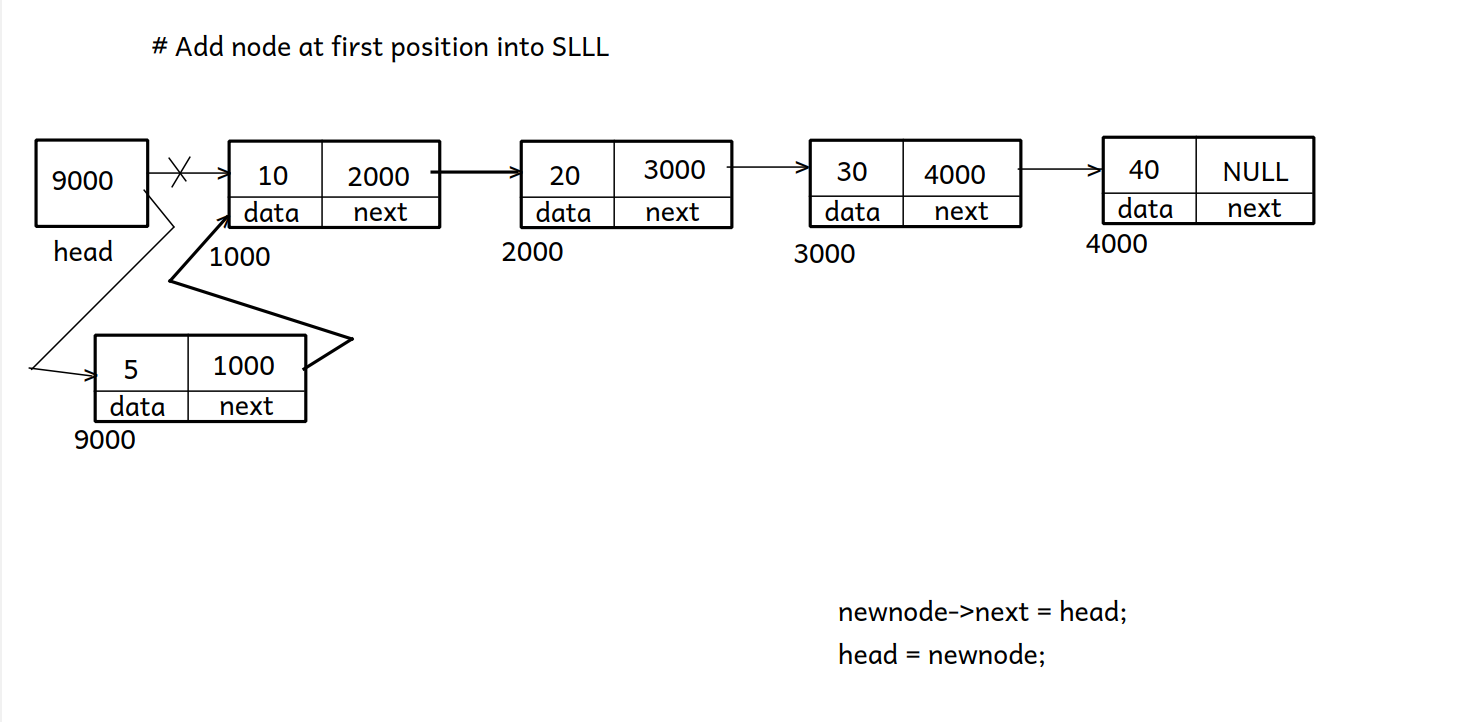 # Add node at first position into SLLL
9000
head
10 2000
data next
1000
20 3000
data next
2000
30 4000
data next
3000
40 NULL
data next
4000
5 1000
data next
9000
newnode->next = head;
head = newnode;